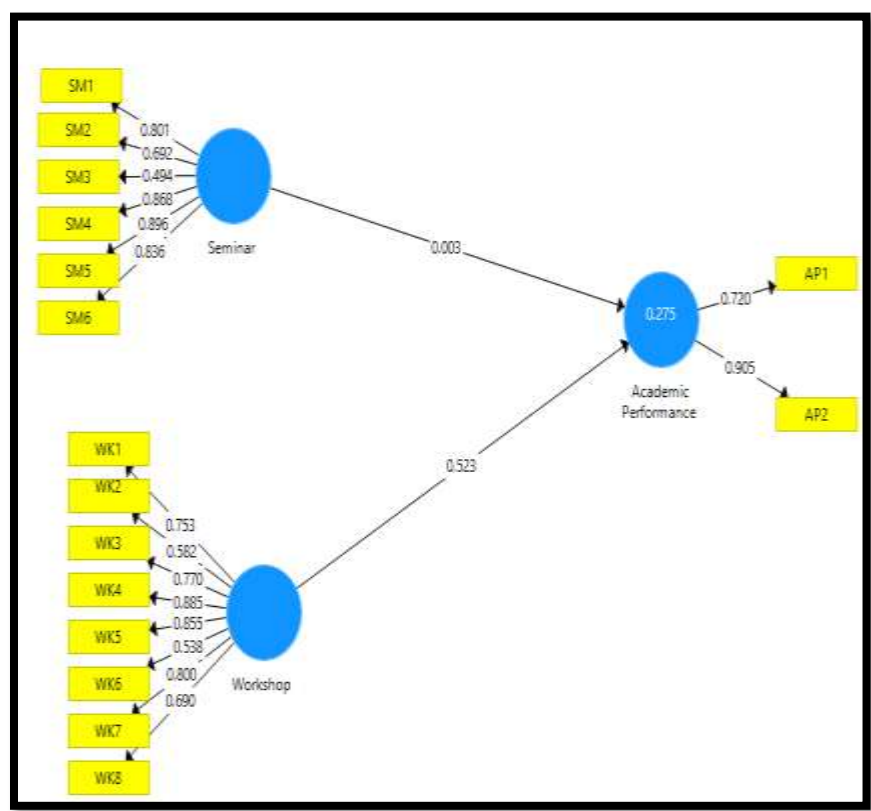 SM1
0.801
SM2
0.692
SM3
0.494
SM4
0.868
SM5
0.896
SM6
0.836
Seminar
0.003
0.275
Academic
Performance
AP1
0.720
0.905
AP2
0.523
WK1
0.753
WK2
0.582
WK3
0.770
WK4
0.885
WK5
0.855
WK6
0.538
WK7
0.800
WK8
0.690
Workshop